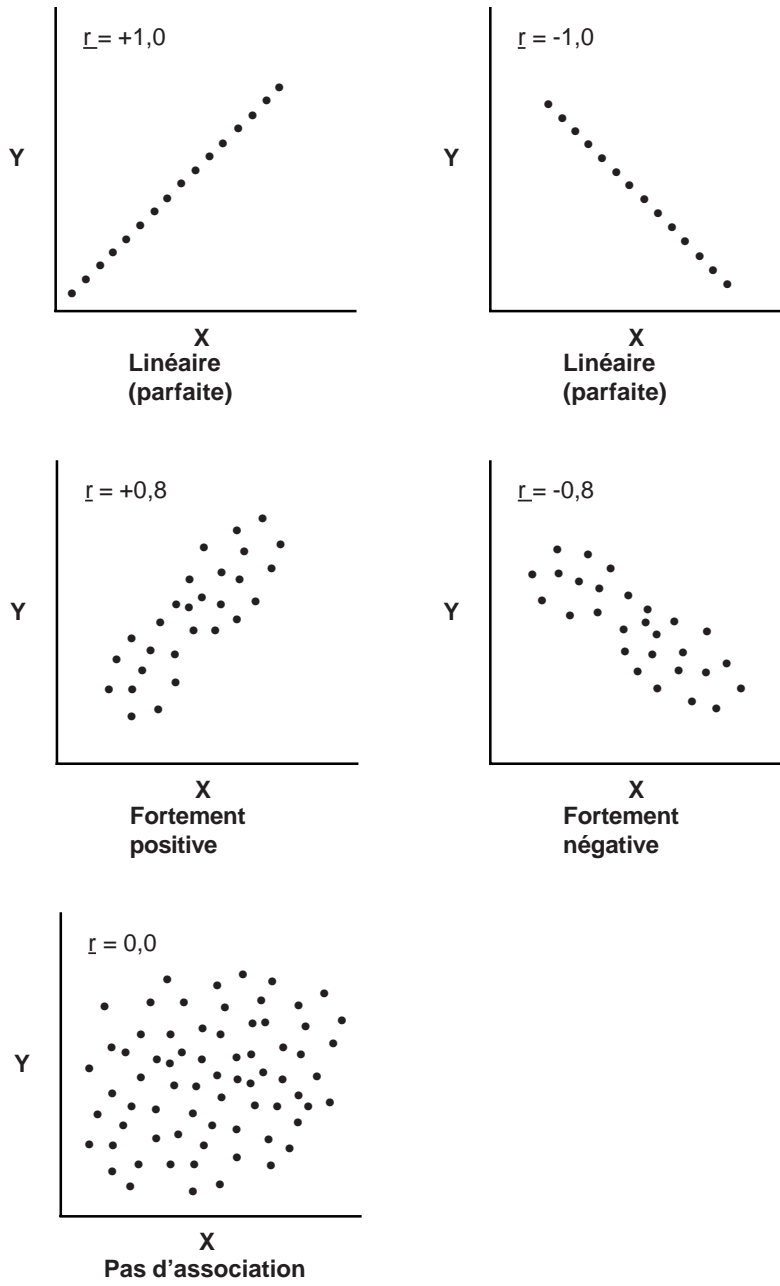 r = +1,0
Y
X
Linéaire
(parfaite)
r = -1,0
Y
X
Linéaire
(parfaite)
r = +0,8
Y
X
Fortement
positive
r = -0,8
Y
X
Fortement
négative
r = 0,0
Y
X
Pas d'association